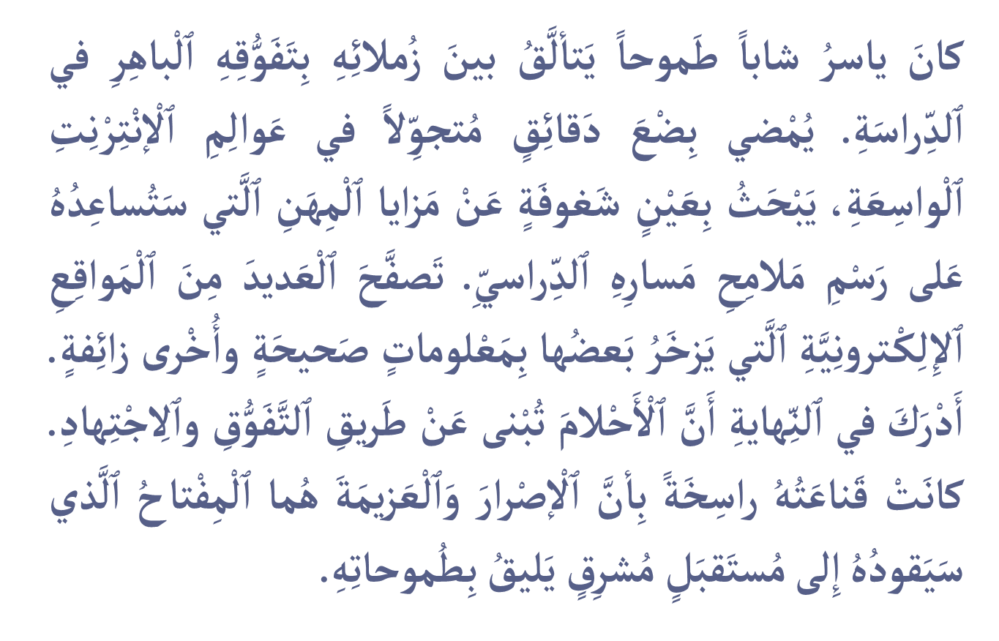 كانَ ياسرُ شاباً طَموحاً يَتألَّقُ بينَ زُملائِهِ بِتَفَوُّقِهِ ٱلْباهِرِ في
ٱلدِّراسَةِ. يُمْضي بِضْعَ دَقائِقٍ مُتجوِّلاً في عَوالِمِ ٱلْإنْتِرْنِتِ
ٱلْواسِعَةِ، يَبْحَثُ بِعَيْنٍ شَغوفَةٍ عَنْ مَزايا ٱلْمِهَنِ ٱلَّتي سَتُساعِدُهُ
عَلى رَسْمِ مَلامِحِ مَسارِهِ ٱلدِّراسيِّ. تَصفَّحَ ٱلْعَديدَ مِنَ ٱلْمَواقِعِ
ٱلإِلِكْترونِيَّةِ ٱلَّتي يَزخَرُ بَعضُها بِمَعْلوماتٍ صَحيحَةٍ وأُخْرى زائِفةٍ.
أَدْرَكَ في ٱلنِّهايةِ أَنَّ ٱلْأَحْلامَ تُبْنى عَنْ طَريقِ ٱلتَّفَوُّقِ وٱلِاجْتِهادِ.
كانَتْ قَناعَتُهُ راسِخَةً بِأنَّ ٱلْإصْرارَ وَٱلْعَزيمَةَ هُما ٱلْمِفْتاحُ ٱلَّذي
سَيَقودُهُ إِلى مُستَقبَلٍ مُشرِقٍ يَليقُ بِطُموحاتِهِ.